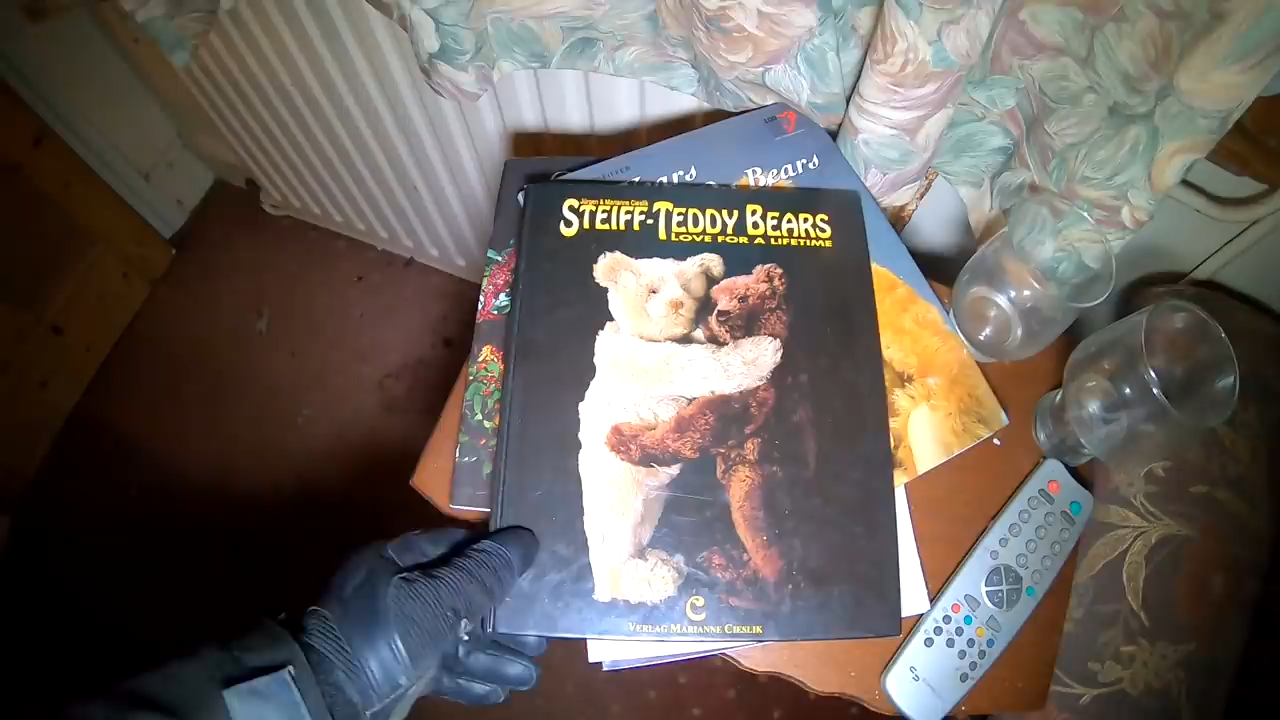 Bears
Jürgen & Marianne Cieslik
STEIFF-TEDDY BEARS
LOVE FOR A LIFETIME
C
VERLAG MARIANNE CIESLIK